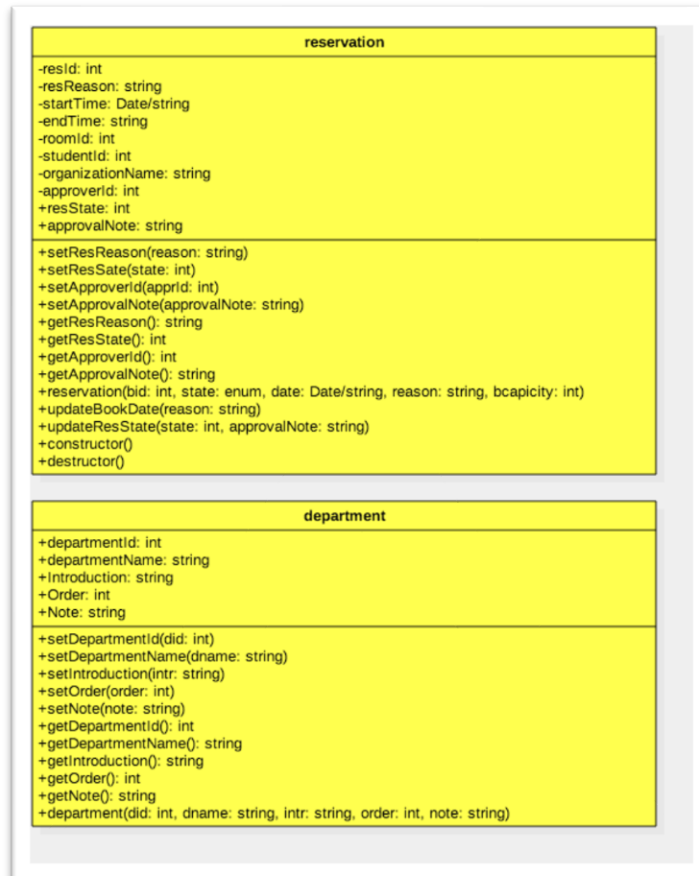 reservation
-resId: int
-resReason: string
-startTime: Date/string
-endTime: string
-roomId: int
-studentId: int
-organizationName: string
-approverId: int
+resState: int
+approvalNote: string
+setResReason(reason: string)
+setResSate(state: int)
+setApproverId(apprId: int)
+setApprovalNote(approvalNote: string)
+getResReason(): string
+getResState(): int
+getApproverId(): int
+getApprovalNote(): string
+reservation(bid: int, state: enum, date: Date/string, reason: string, bcapicity: int)
+updateBookDate(reason: string)
+updateResState(state: int, approvalNote: string)
+constructor()
+destructor()
department
+departmentId: int
+departmentName: string
+Introduction: string
+Order: int
+Note: string
+setDepartmentId(did: int)
+setDepartmentName(dname: string)
+setIntroduction(intr: string)
+setOrder(order: int)
+setNote(note: string)
+getDepartmentId(): int
+getDepartmentName(): string
+getIntroduction(): string
+getOrder(): int
+getNote(): string
+department(did: int, dname: string, intr: string, order: int, note: string)